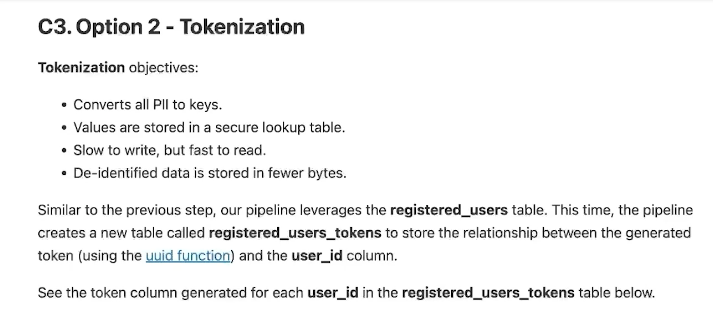 C3. Option 2 - Tokenization
Tokenization objectives:
• Converts all PII to keys.
• Values are stored in a secure lookup table.
• Slow to write, but fast to read.
• De-identified data is stored in fewer bytes.
Similar to the previous step, our pipeline leverages the registered_users table. This time, the pipeline
creates a new table called registered_users_tokens to store the relationship between the generated
token (using the uuid function) and the user_id column.
See the token column generated for each user_id in the registered_users_tokens table below.